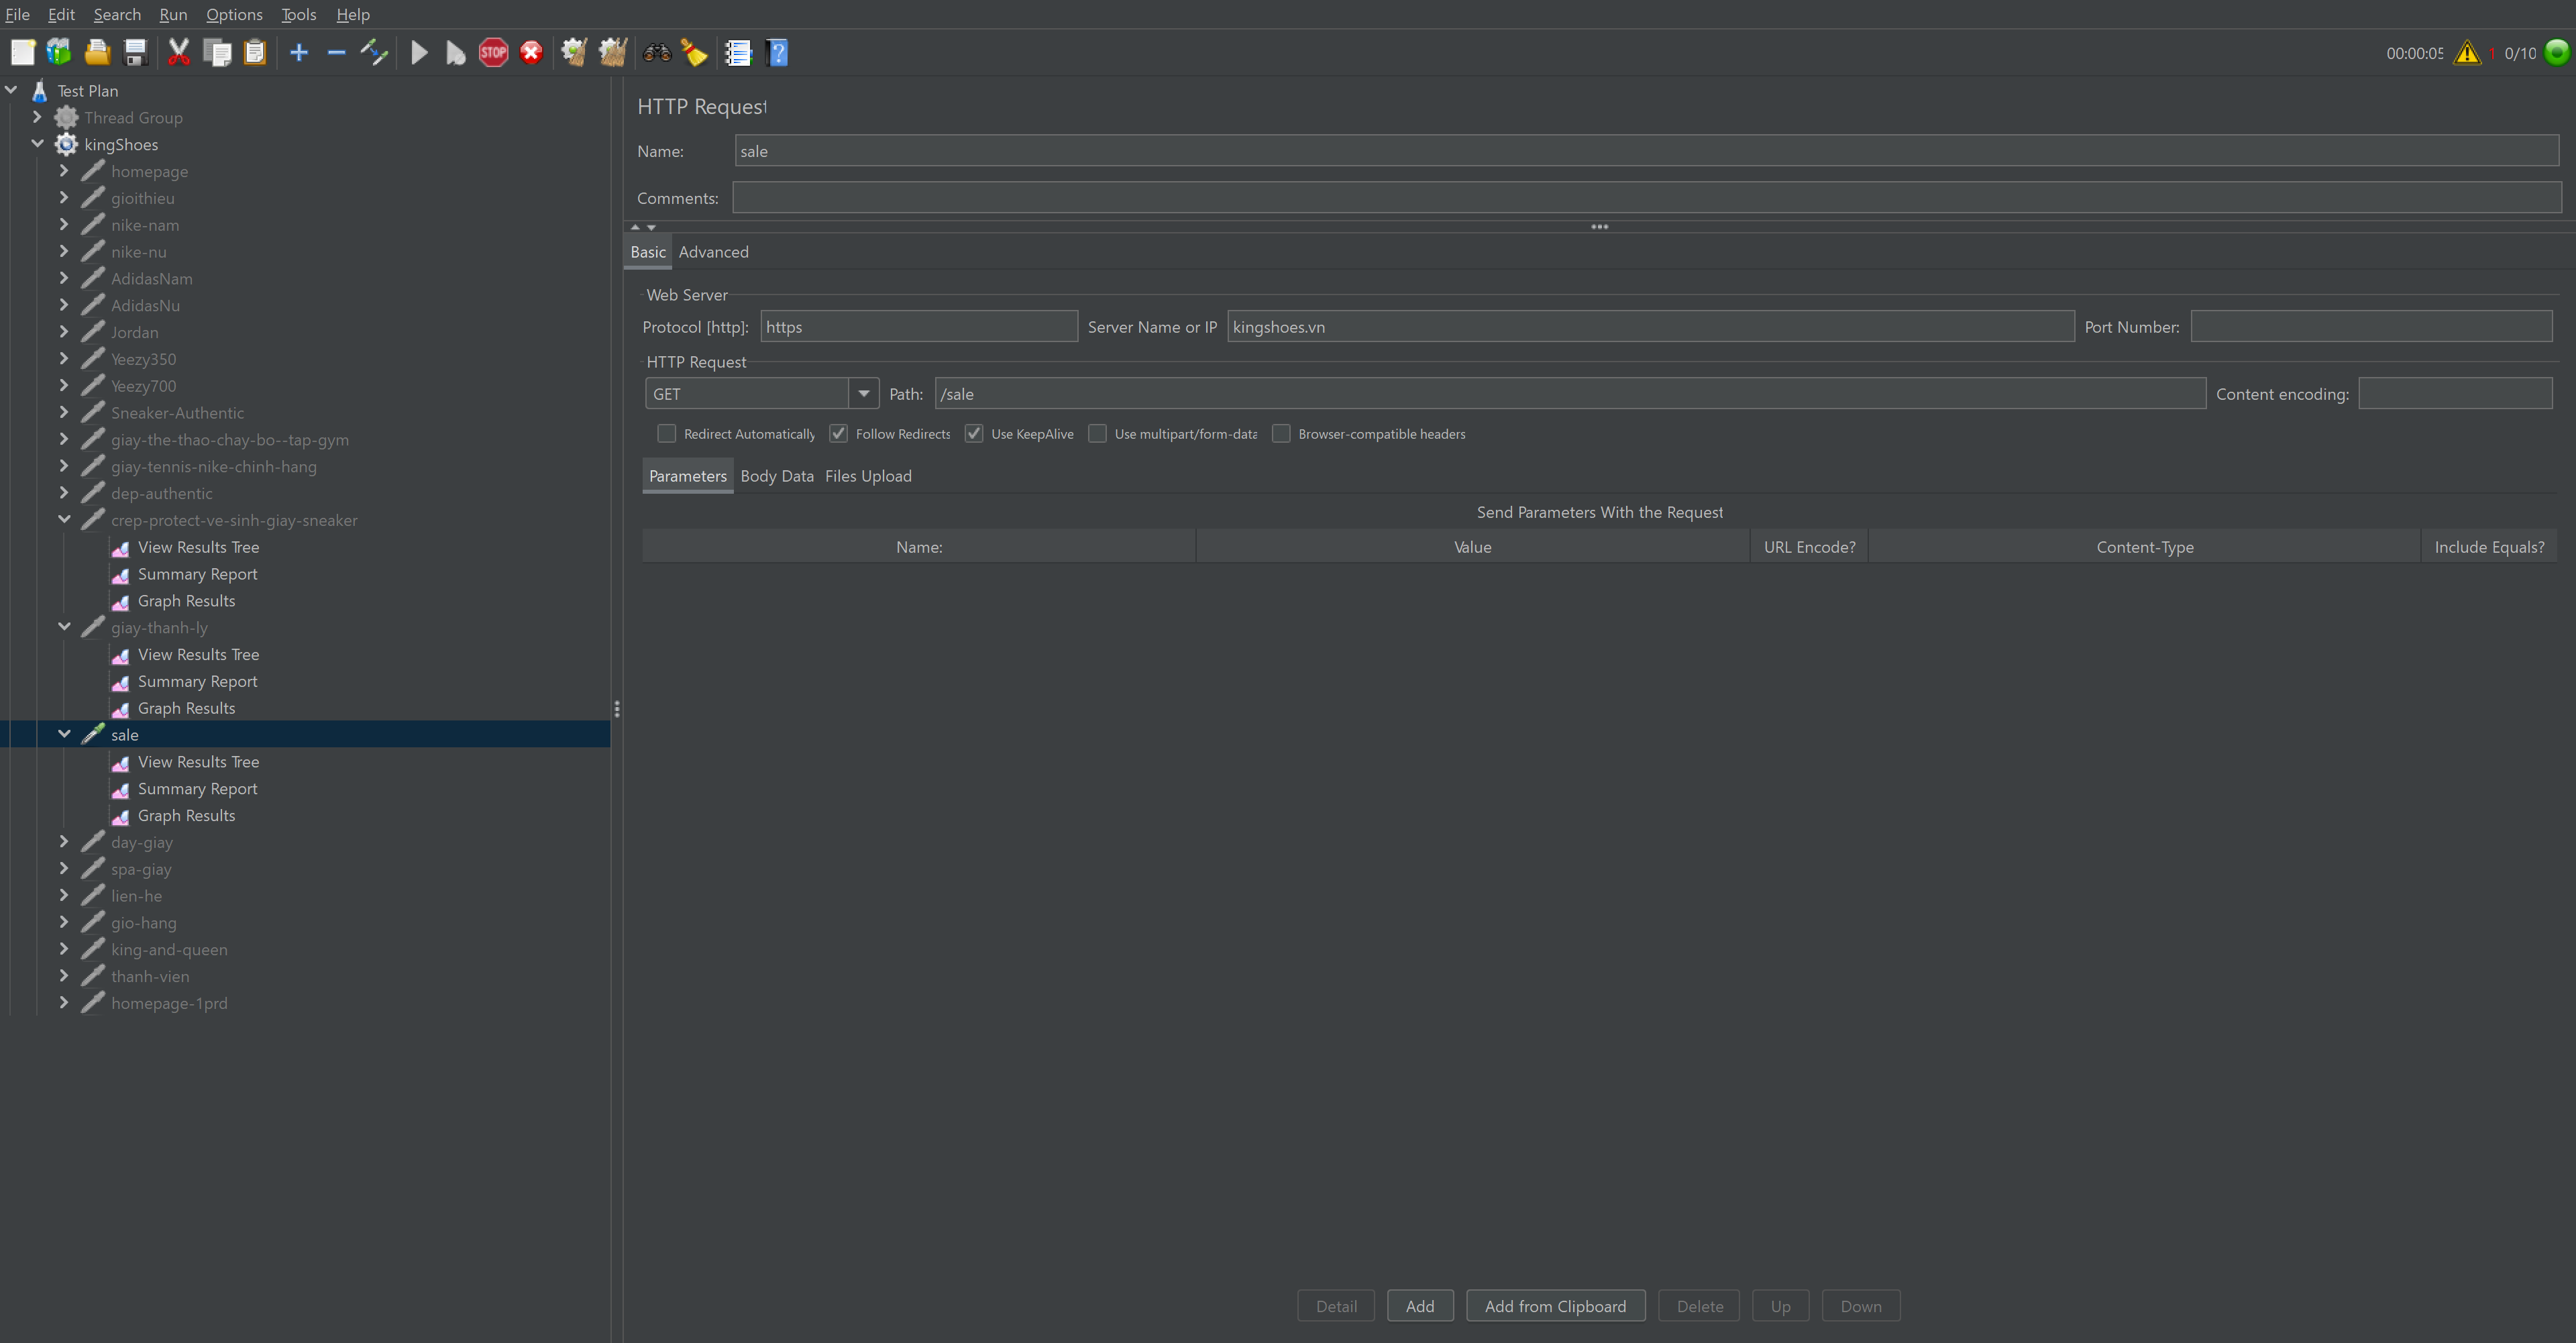 File Edit Search Run Options Tools Help
STOP
?
00:00:05 1 0/10
Test Plan
Thread Group
kingShoes
homepage
gioithieu
nike-nam
nike-nu
AdidasNam
AdidasNu
Jordan
Yeezy350
Yeezy700
Sneaker-Authentic
giay-the-thao-chay-bo--tap-gym
giay-tennis-nike-chinh-hang
dep-authentic
crep-protect-ve-sinh-giay-sneaker
View Results Tree
Summary Report
Graph Results
giay-thanh-ly
View Results Tree
Summary Report
Graph Results
sale
View Results Tree
Summary Report
Graph Results
day-giay
spa-giay
lien-he
gio-hang
king-and-queen
thanh-vien
homepage-1prd
HTTP Request
Name: sale
Comments:
Basic Advanced
Web Server
Protocol [http]: https Server Name or IP kingshoes.vn Port Number:
HTTP Request
GET Path: /sale Content encoding:
Redirect Automatically Follow Redirects Use KeepAlive Use multipart/form-data Browser-compatible headers
Parameters Body Data Files Upload
Send Parameters With the Request
Name: Value URL Encode? Content-Type Include Equals?
Detail Add Add from Clipboard Delete Up Down